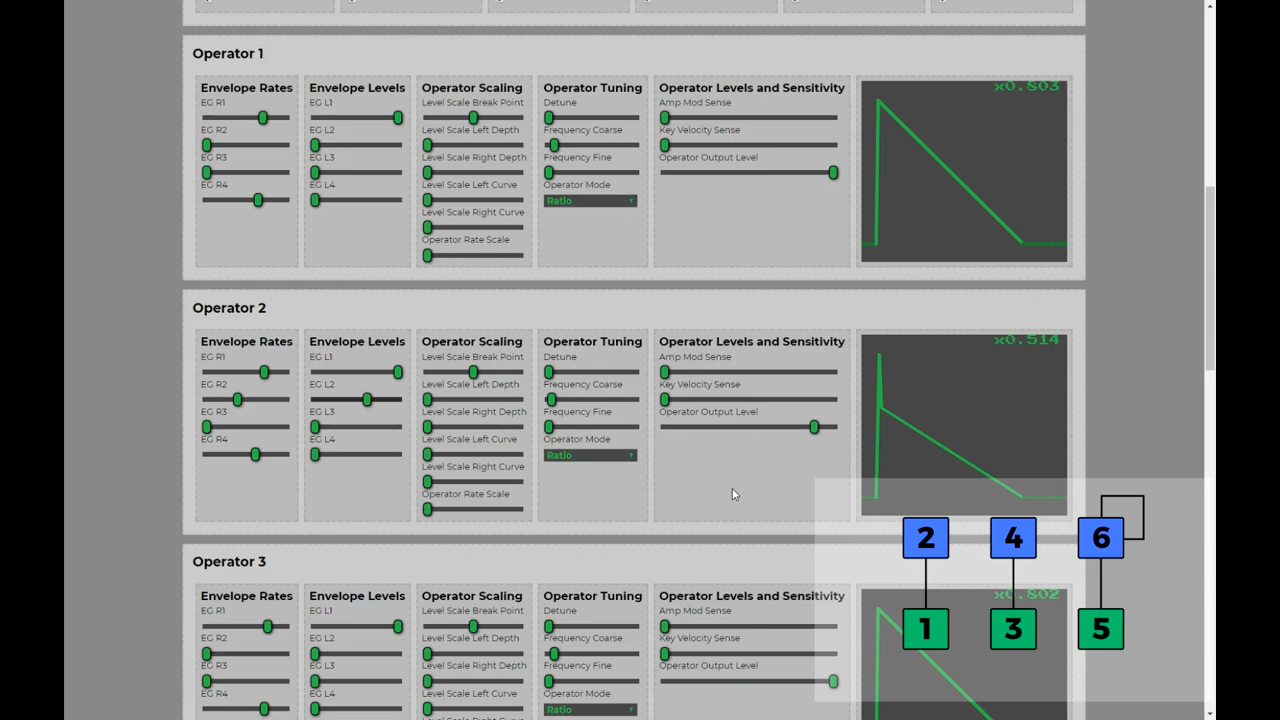 Operator 1
Envelope Rates
EG R1
EG R2
EG R3
EG R4
Envelope Levels
EG L1
EG L2
EG L3
EG L4
Operator Scaling
Level Scale Break Point
Level Scale Left Depth
Level Scale Right Depth
Level Scale Left Curve
Level Scale Right Curve
Operator Rate Scale
Operator Tuning
Detune
Frequency Coarse
Frequency Fine
Operator Mode
Ratio
Operator Levels and Sensitivity
Amp Mod Sense
Key Velocity Sense
Operator Output Level
x0.803
Operator 2
Envelope Rates
EG R1
EG R2
EG R3
EG R4
Envelope Levels
EG L1
EG L2
EG L3
EG L4
Operator Scaling
Level Scale Break Point
Level Scale Left Depth
Level Scale Right Depth
Level Scale Left Curve
Level Scale Right Curve
Operator Rate Scale
Operator Tuning
Detune
Frequency Coarse
Frequency Fine
Operator Mode
Ratio
Operator Levels and Sensitivity
Amp Mod Sense
Key Velocity Sense
Operator Output Level
x0.514
Operator 3
Envelope Rates
EG R1
EG R2
EG R3
EG R4
Envelope Levels
EG L1
EG L2
EG L3
EG L4
Operator Scaling
Level Scale Break Point
Level Scale Left Depth
Level Scale Right Depth
Level Scale Left Curve
Operator Tuning
Detune
Frequency Coarse
Frequency Fine
Operator Mode
Ratio
Operator Levels and Sensitivity
Amp Mod Sense
Key Velocity Sense
Operator Output Level
x0.802
2 4 6
1 3 5